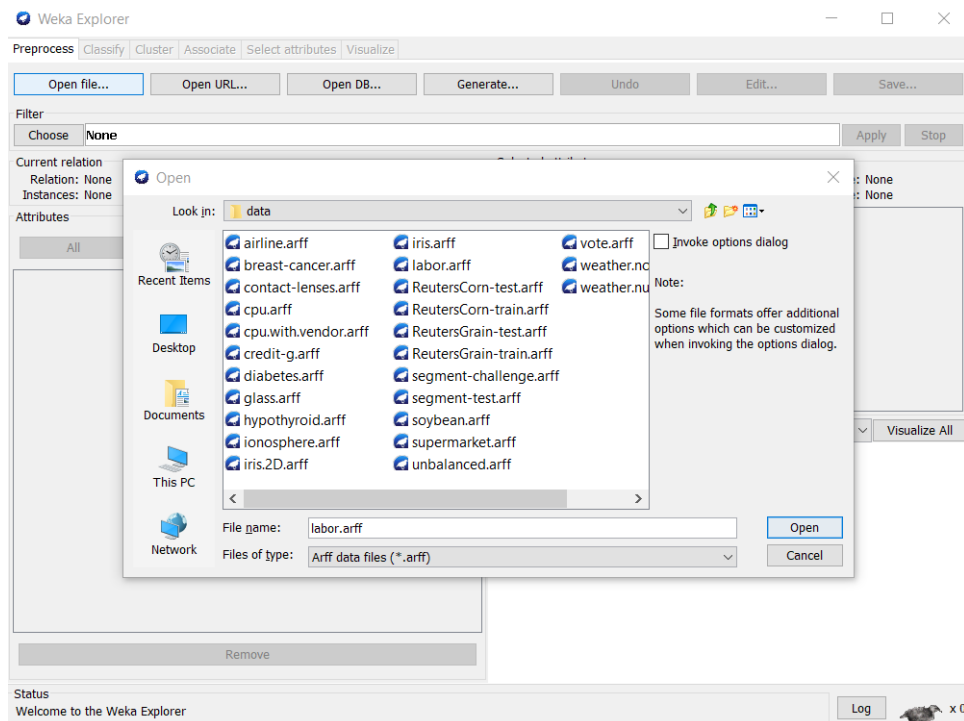 Weka Explorer
Preprocess Classify Cluster Associate Select attributes Visualize
Open file... Open URL... Open DB... Generate... Undo Edit... Save...
Filter
Choose None Apply Stop
Current relation
Relation: None
Instances: None
: None
: None
Attributes
All
Open
Look in: data
Recent Items
Desktop
Documents
This PC
Network
airline.arff
breast-cancer.arff
contact-lenses.arff
cpu.arff
cpu.with.vendor.arff
credit-g.arff
diabetes.arff
glass.arff
hypothyroid.arff
ionosphere.arff
iris.2D.arff
iris.arff
labor.arff
ReutersCorn-test.arff
ReutersCorn-train.arff
ReutersGrain-test.arff
ReutersGrain-train.arff
segment-challenge.arff
segment-test.arff
soybean.arff
supermarket.arff
unbalanced.arff
vote.arff
weather.no
weather.nu
Invoke options dialog
Note:
Some file formats offer additional
options which can be customized
when invoking the options dialog.
File name: labor.arff Open
Files of type: Arff data files (*.arff) Cancel
Visualize All
Remove
Status
Welcome to the Weka Explorer
Log x 0